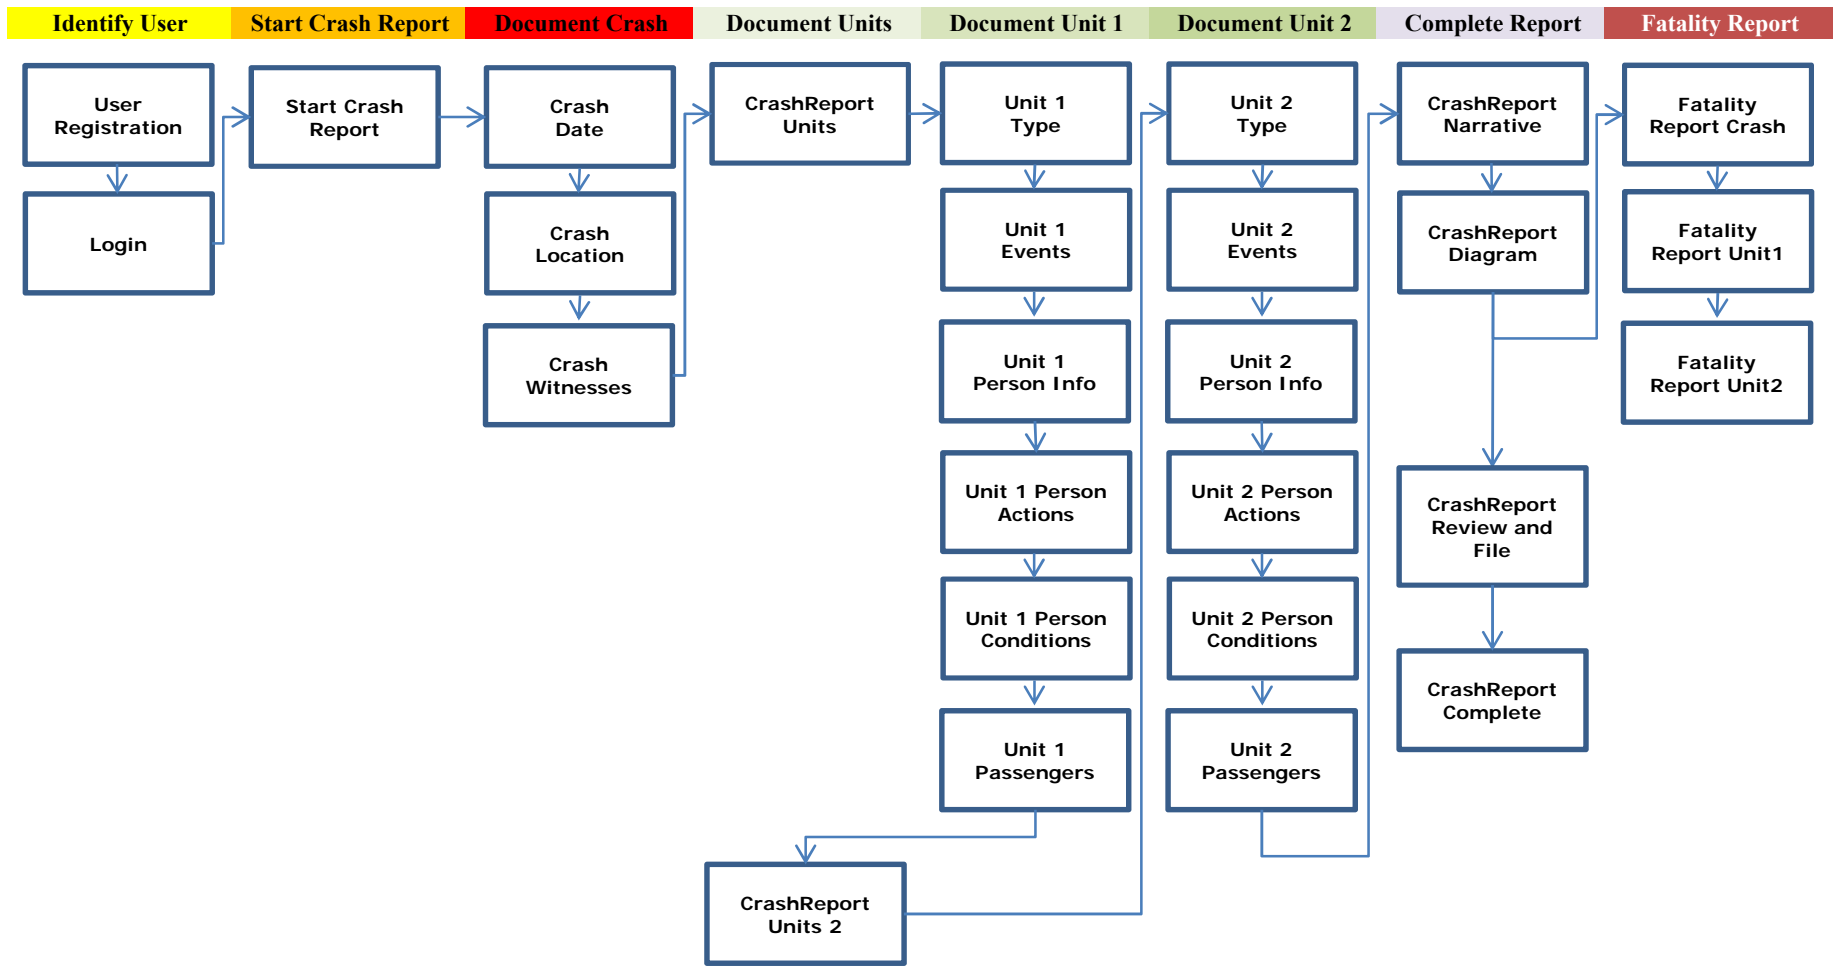 Identify User
Start Crash Report
Document Crash
Document Units
Document Unit 1
Document Unit 2
Complete Report
Fatality Report
User
Registration
Login
Start Crash
Report
Crash
Date
Crash
Location
Crash
Witnesses
CrashReport
Units
CrashReport
Units 2
Unit 1
Type
Unit 1
Events
Unit 1
Person Info
Unit 1 Person
Actions
Unit 1 Person
Conditions
Unit 1
Passengers
Unit 2
Type
Unit 2
Events
Unit 2
Person Info
Unit 2 Person
Actions
Unit 2 Person
Conditions
Unit 2
Passengers
CrashReport
Narrative
CrashReport
Diagram
CrashReport
Review and
File
CrashReport
Complete
Fatality
Report Crash
Fatality
Report Unit1
Fatality
Report Unit2